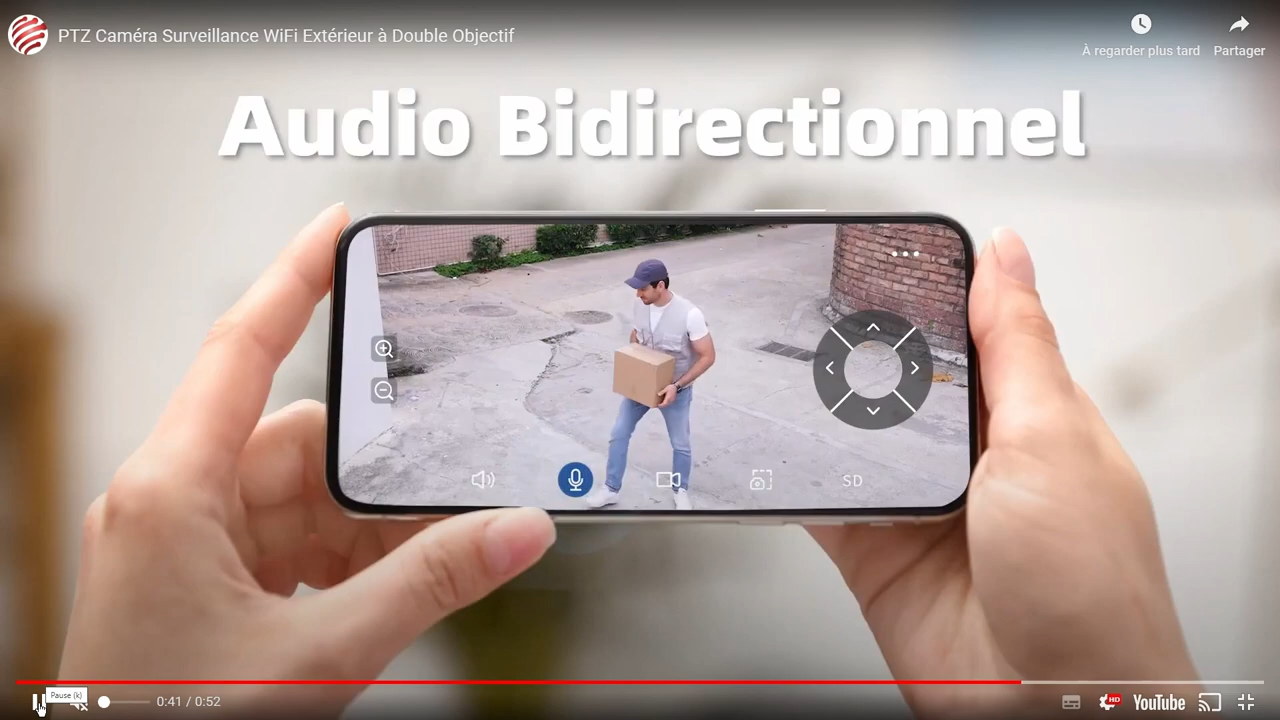 PTZ Caméra Surveillance WiFi Extérieur à Double Objectif
À regarder plus tard
Partager
Audio Bidirectionnel
SD
Pause (k)
0:41 / 0:52
HD
YouTube